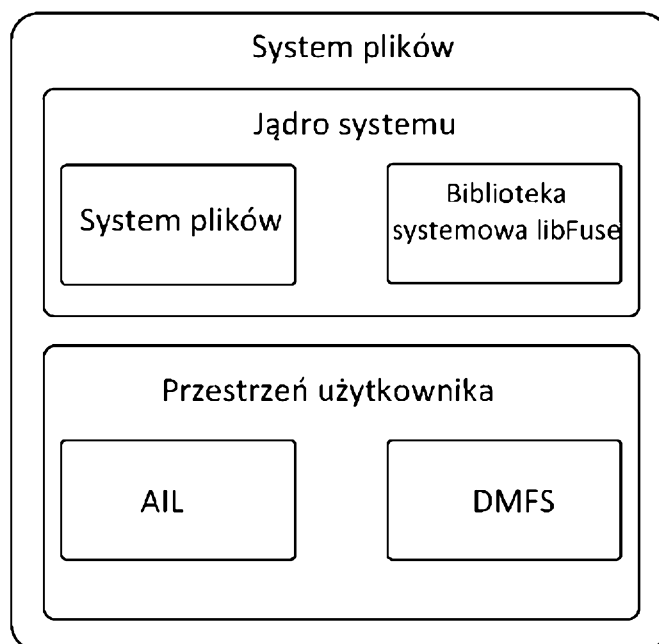 System plików
Jądro systemu
System plików
Biblioteka
systemowa libFuse
Przestrzeń użytkownika
AIL
DMFS